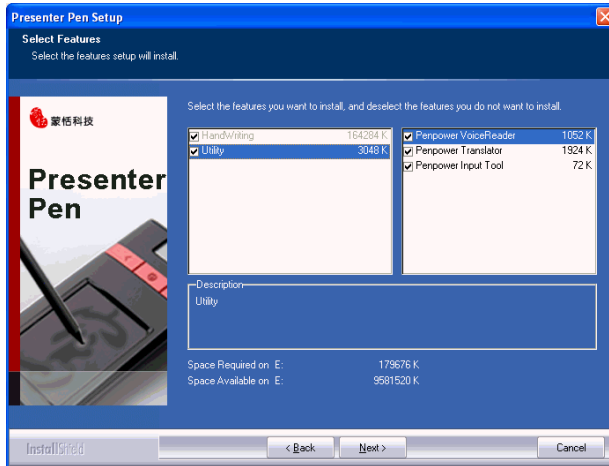 Presenter Pen Setup
Select Features
Select the features setup will install.
Select the features you want to install, and deselect the features you do not want to install.
蒙恬科技
Presenter
Pen
HandWriting 164284 K
Utility 3048 K
Penpower VoiceReader 1052 K
Penpower Translator 1924 K
Penpower Input Tool 72 K
Description
Utility
Space Required on E: 179676 K
Space Available on E: 9581520 K
InstallShield
< Back
Next >
Cancel